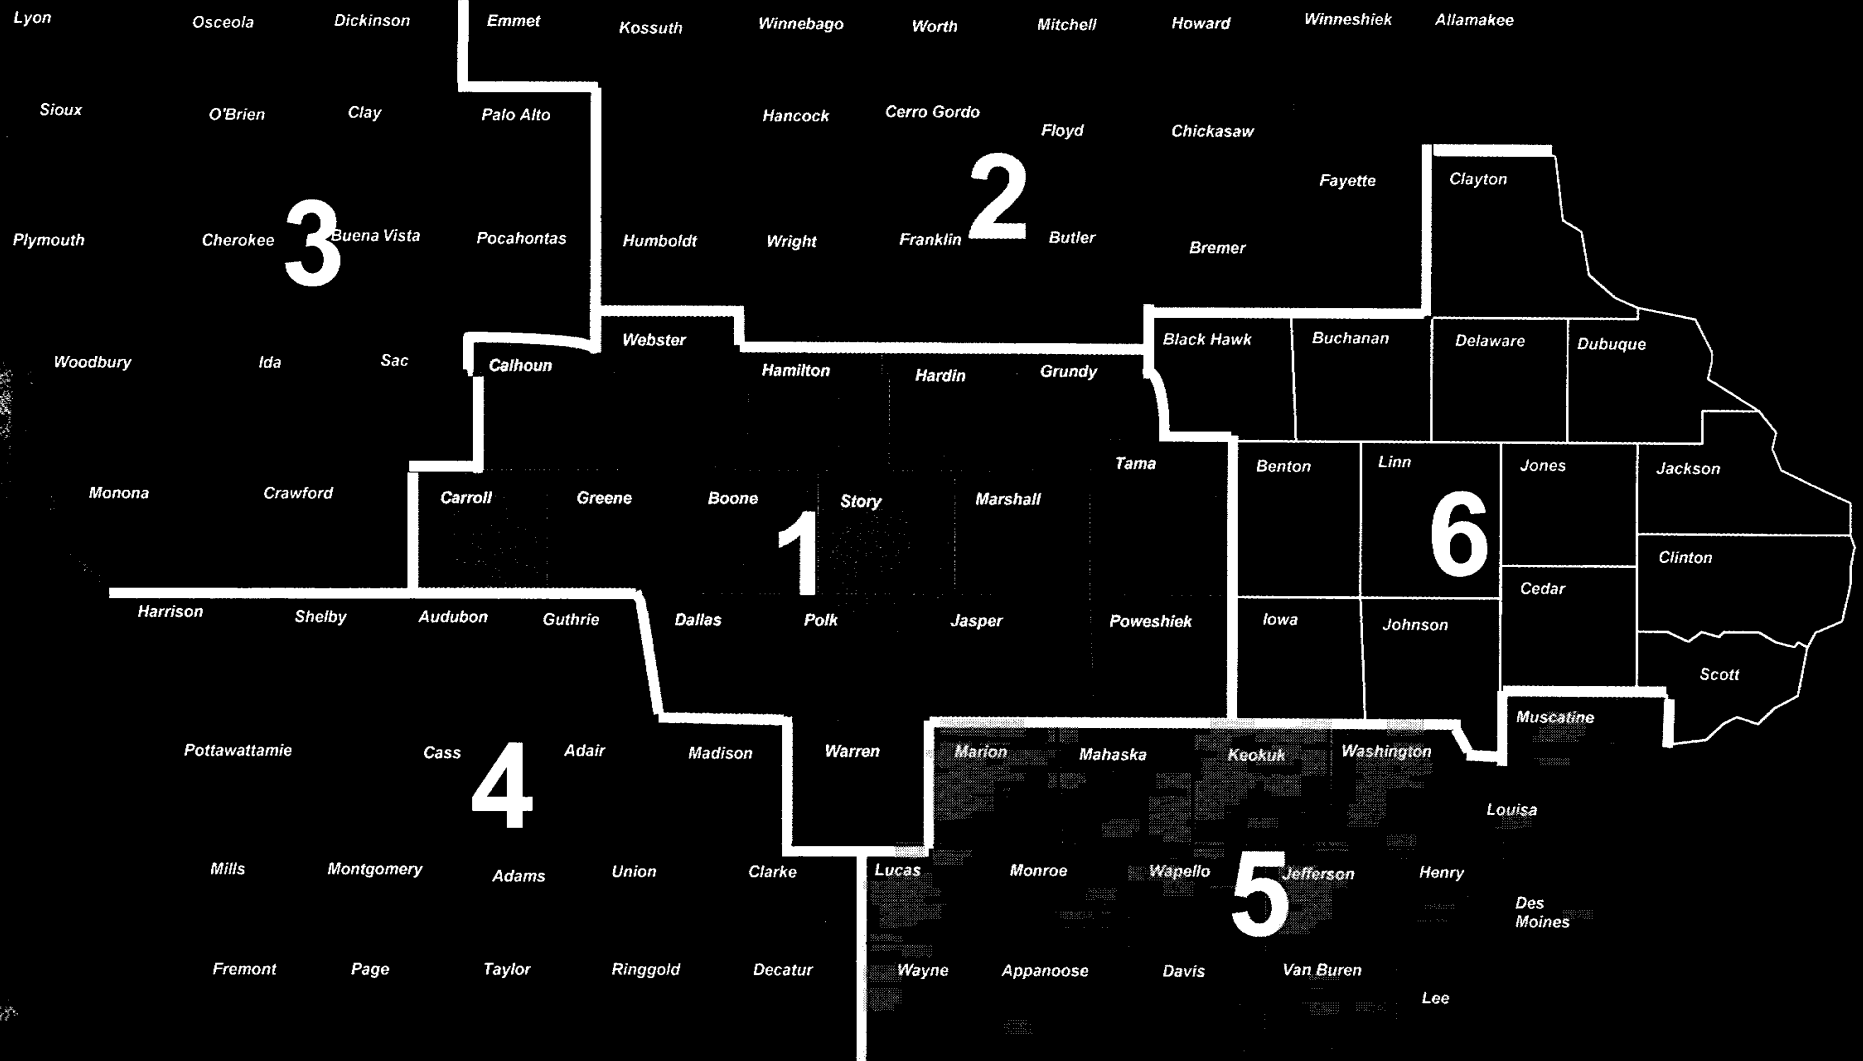 Lyon Osceola Dickinson Emmet Kossuth Winnebago Worth Mitchell Howard Winneshiek Allamakee
Sioux O'Brien Clay Palo Alto Hancock Cerro Gordo Floyd Chickasaw
Fayette Clayton
2
3
Plymouth Cherokee Buena Vista Pocahontas Humboldt Wright Franklin Butler Bremer
Webster Black Hawk Buchanan Delaware Dubuque
Woodbury Ida Sac Calhoun Hamilton Hardin Grundy
Tama Benton Linn Jones Jackson
Monona Crawford Carroll Greene Boone Story Marshall
1
6
Clinton
Cedar
Harrison Shelby Audubon Guthrie Dallas Polk Jasper Poweshiek Iowa Johnson
Scott
Muscatine
Pottawattamie Cass Adair Madison Warren Marion Mahaska Keokuk Washington
4
Louisa
Mills Montgomery Adams Union Clarke Lucas Monroe Wapello Jefferson Henry
5
Des
Moines
Fremont Page Taylor Ringgold Decatur Wayne Appanoose Davis Van Buren
Lee